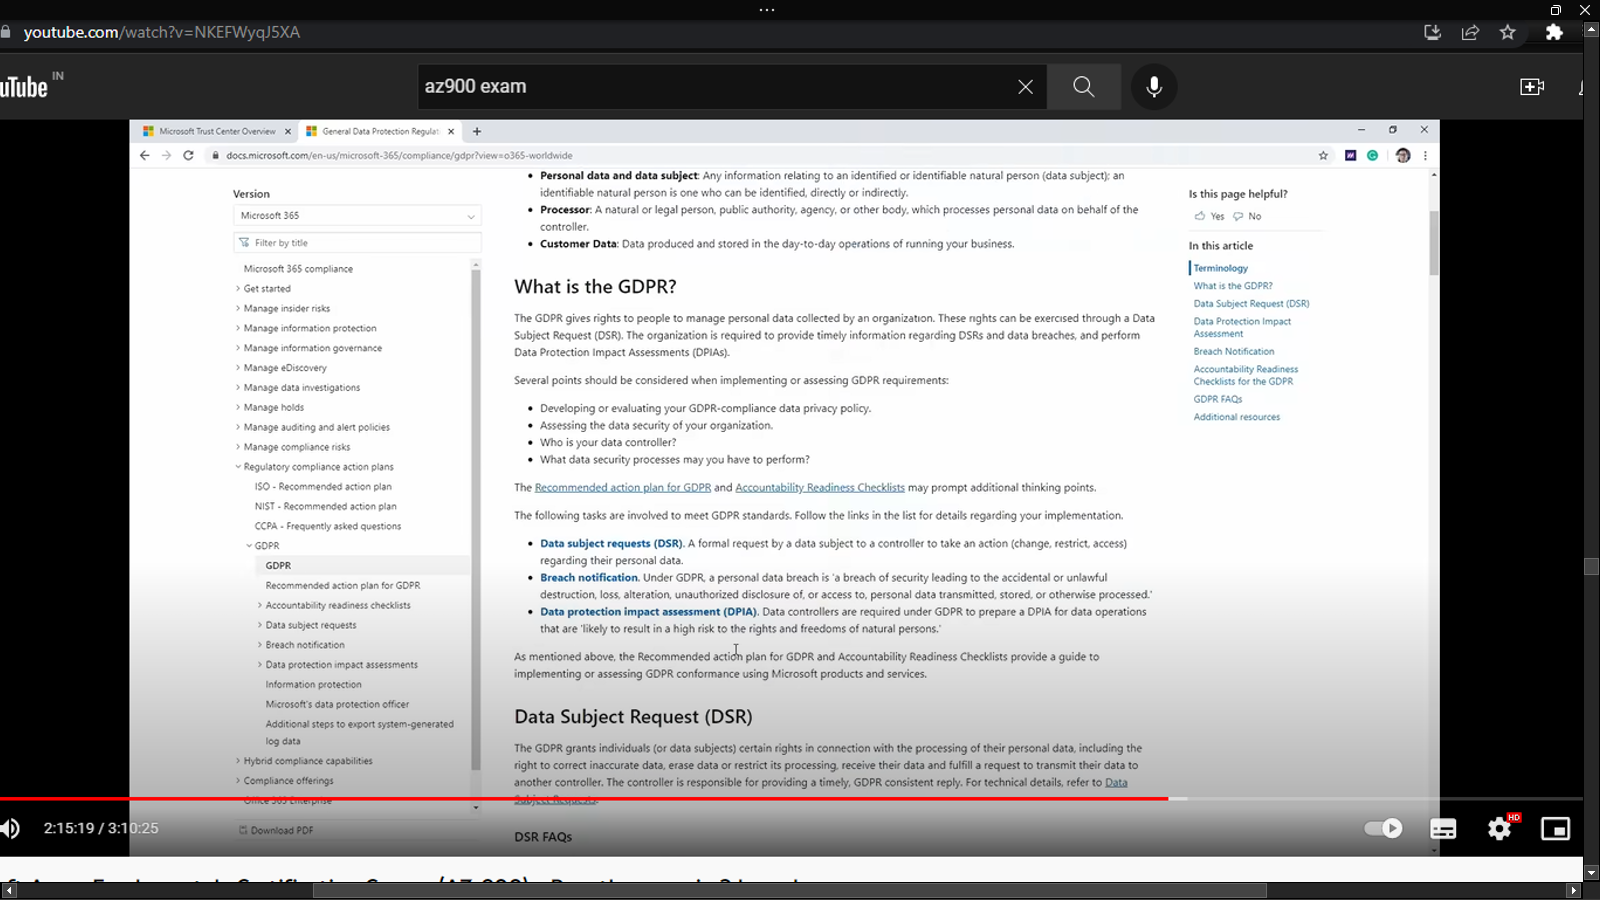 youtube.com/watch?v=NKEFWyqJ5XA
uTube IN
az900 exam
Microsoft Trust Center Overview
General Data Protection Regulat
docs.microsoft.com/en-us/microsoft-365/compliance/gdpr?view=o365-worldwide
Version
Microsoft 365
Filter by title
Microsoft 365 compliance
Get started
Manage insider risks
Manage information protection
Manage information governance
Manage eDiscovery
Manage data investigations
Manage holds
Manage auditing and alert policies
Manage compliance risks
Regulatory compliance action plans
ISO - Recommended action plan
NIST - Recommended action plan
CCPA - Frequently asked questions
GDPR
GDPR
Recommended action plan for GDPR
Accountability readiness checklists
Data subject requests
Breach notification
Data protection impact assessments
Information protection
Microsoft's data protection officer
Additional steps to export system-generated
log data
Hybrid compliance capabilities
Compliance offerings
Office 365 Enterprise
Download PDF
• Personal data and data subject: Any information relating to an identified or identifiable natural person (data subject); an
identifiable natural person is one who can be identified, directly or indirectly.
• Processor: A natural or legal person, public authority, agency, or other body, which processes personal data on behalf of the
controller.
• Customer Data: Data produced and stored in the day-to-day operations of running your business.
What is the GDPR?
The GDPR gives rights to people to manage personal data collected by an organization. These rights can be exercised through a Data
Subject Request (DSR). The organization is required to provide timely information regarding DSRs and data breaches, and perform
Data Protection Impact Assessments (DPIAs).
Several points should be considered when implementing or assessing GDPR requirements:
• Developing or evaluating your GDPR-compliance data privacy policy.
• Assessing the data security of your organization.
• Who is your data controller?
• What data security processes may you have to perform?
The Recommended action plan for GDPR and Accountability Readiness Checklists may prompt additional thinking points.
The following tasks are involved to meet GDPR standards. Follow the links in the list for details regarding your implementation.
• Data subject requests (DSR). A formal request by a data subject to a controller to take an action (change, restrict, access)
regarding their personal data.
• Breach notification. Under GDPR, a personal data breach is 'a breach of security leading to the accidental or unlawful
destruction, loss, alteration, unauthorized disclosure of, or access to, personal data transmitted, stored, or otherwise processed.'
• Data protection impact assessment (DPIA). Data controllers are required under GDPR to prepare a DPIA for data operations
that are 'likely to result in a high risk to the rights and freedoms of natural persons.'
As mentioned above, the Recommended action plan for GDPR and Accountability Readiness Checklists provide a guide to
implementing or assessing GDPR conformance using Microsoft products and services.
Data Subject Request (DSR)
The GDPR grants individuals (or data subjects) certain rights in connection with the processing of their personal data, including the
right to correct inaccurate data, erase data or restrict its processing, receive their data and fulfill a request to transmit their data to
another controller. The controller is responsible for providing a timely, GDPR consistent reply. For technical details, refer to Data
Subject Requests.
DSR FAQs
Is this page helpful?
Yes No
In this article
Terminology
What is the GDPR?
Data Subject Request (DSR)
Data Protection Impact
Assessment
Breach Notification
Accountability Readiness
Checklists for the GDPR
GDPR FAQs
Additional resources
2:15:19 / 3:10:25
HD